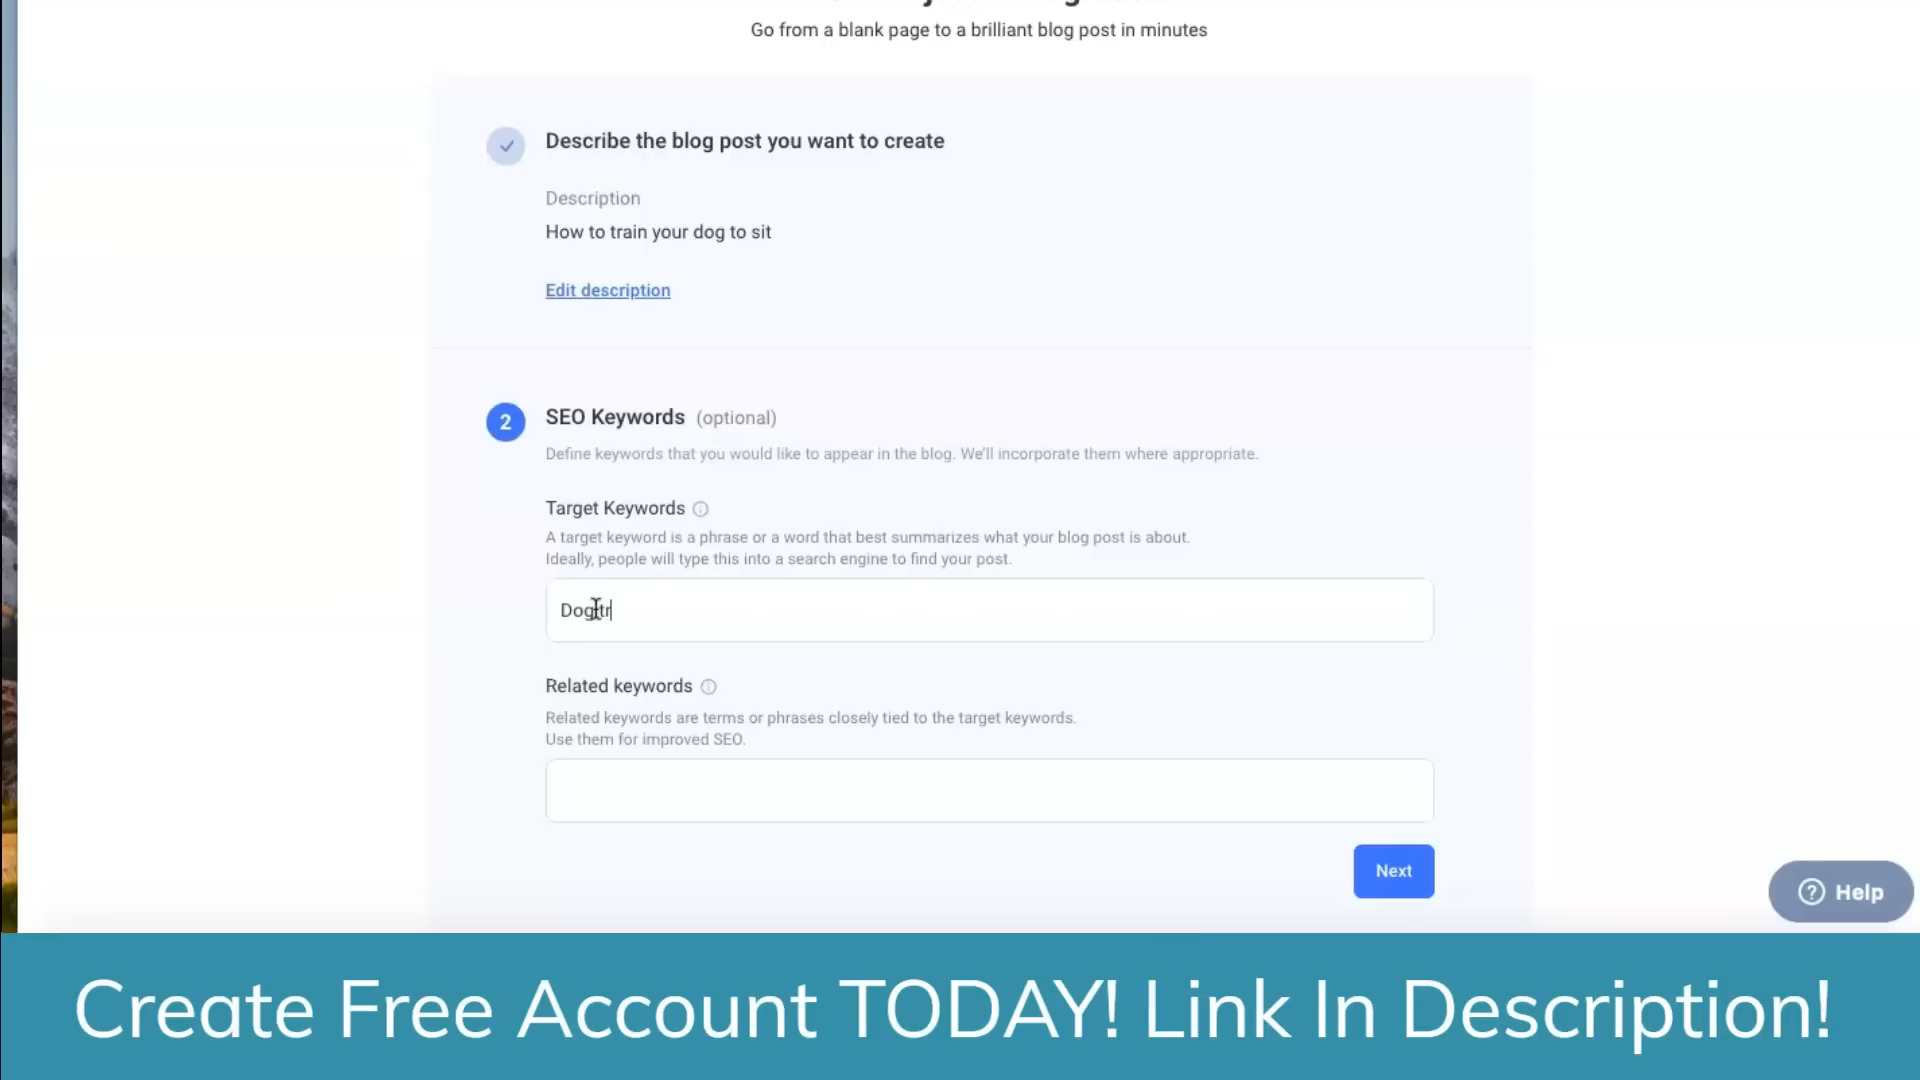 Go from a blank page to a brilliant blog post in minutes
Describe the blog post you want to create
Description
How to train your dog to sit
Edit description
2
SEO Keywords (optional)
Define keywords that you would like to appear in the blog. We'll incorporate them where appropriate.
Target Keywords
A target keyword is a phrase or a word that best summarizes what your blog post is about.
Ideally, people will type this into a search engine to find your post.
Dog tr
Related keywords
Related keywords are terms or phrases closely tied to the target keywords.
Use them for improved SEO.
Next
? Help
Create Free Account TODAY! Link In Description!